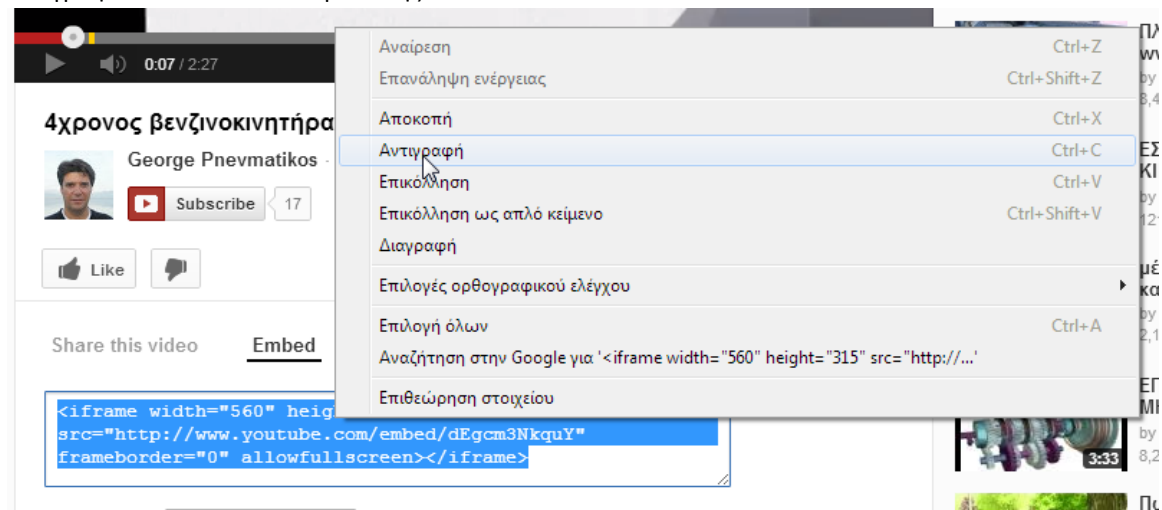 0:07 / 2:27
4χρονος βενζινοκινητήρα
George Pnevmatikos -
Subscribe 17
Like
Share this video Embed
<iframe width="560" heig
src="http://www.youtube.com/embed/dEgcm3NkquY"
frameborder="0" allowfullscreen></iframe>
Αναίρεση Ctrl+Z
Επανάληψη ενέργειας Ctrl+Shift+Z
Αποκοπή Ctrl+X
Αντιγραφή Ctrl+C
Επικόλληση Ctrl+V
Επικόλληση ως απλό κείμενο Ctrl+Shift+V
Διαγραφή
Επιλογές ορθογραφικού ελέγχου
Επιλογή όλων Ctrl+A
Αναζήτηση στην Google για '<iframe width="560" height="315" src="http://...'
Επιθεώρηση στοιχείου
by
by
3:33